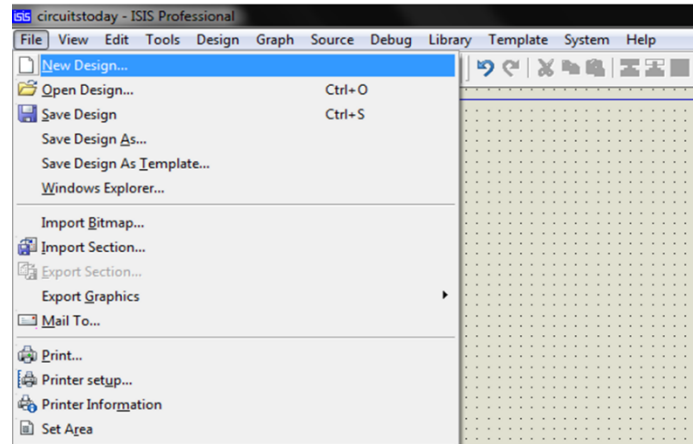 isis circuitstoday - ISIS Professional
File View Edit Tools Design Graph Source Debug Library Template System Help
New Design...
Open Design... Ctrl+O
Save Design Ctrl+S
Save Design As...
Save Design As Template...
Windows Explorer...
Import Bitmap...
Import Section...
Export Section...
Export Graphics
Mail To...
Print...
Printer setup...
Printer Information
Set Area